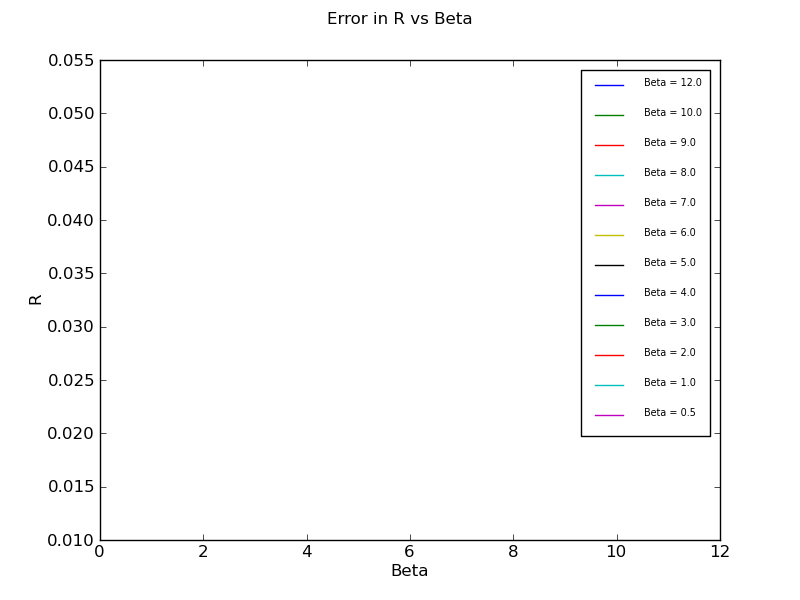 Error in R vs Beta
0.055
0.050
0.045
0.040
0.035
0.030
0.025
0.020
0.015
0.010
R
0 2 4 6 8 10 12
Beta
Beta = 12.0
Beta = 10.0
Beta = 9.0
Beta = 8.0
Beta = 7.0
Beta = 6.0
Beta = 5.0
Beta = 4.0
Beta = 3.0
Beta = 2.0
Beta = 1.0
Beta = 0.5